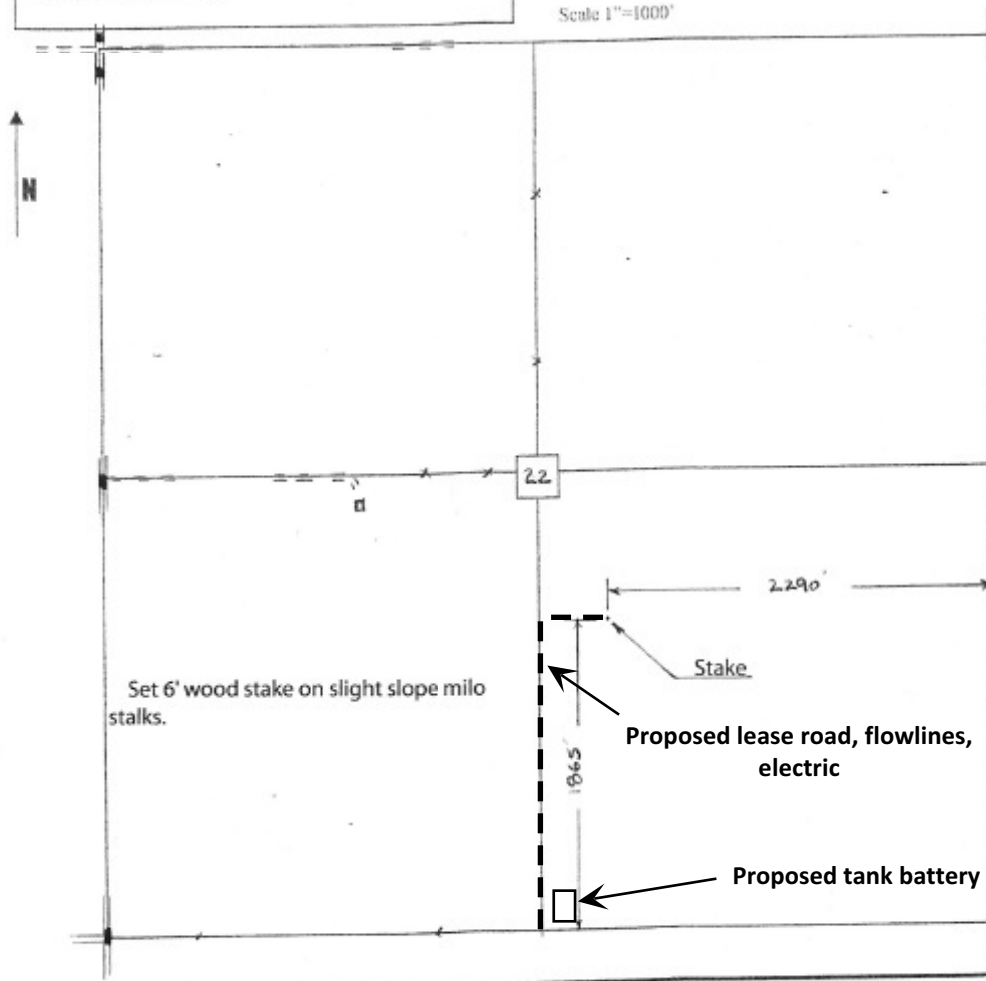 Scale 1"=1000'
N
22
2290'
Stake
Set 6' wood stake on slight slope milo
stalks.
Proposed lease road, flowlines,
electric
1865'
Proposed tank battery